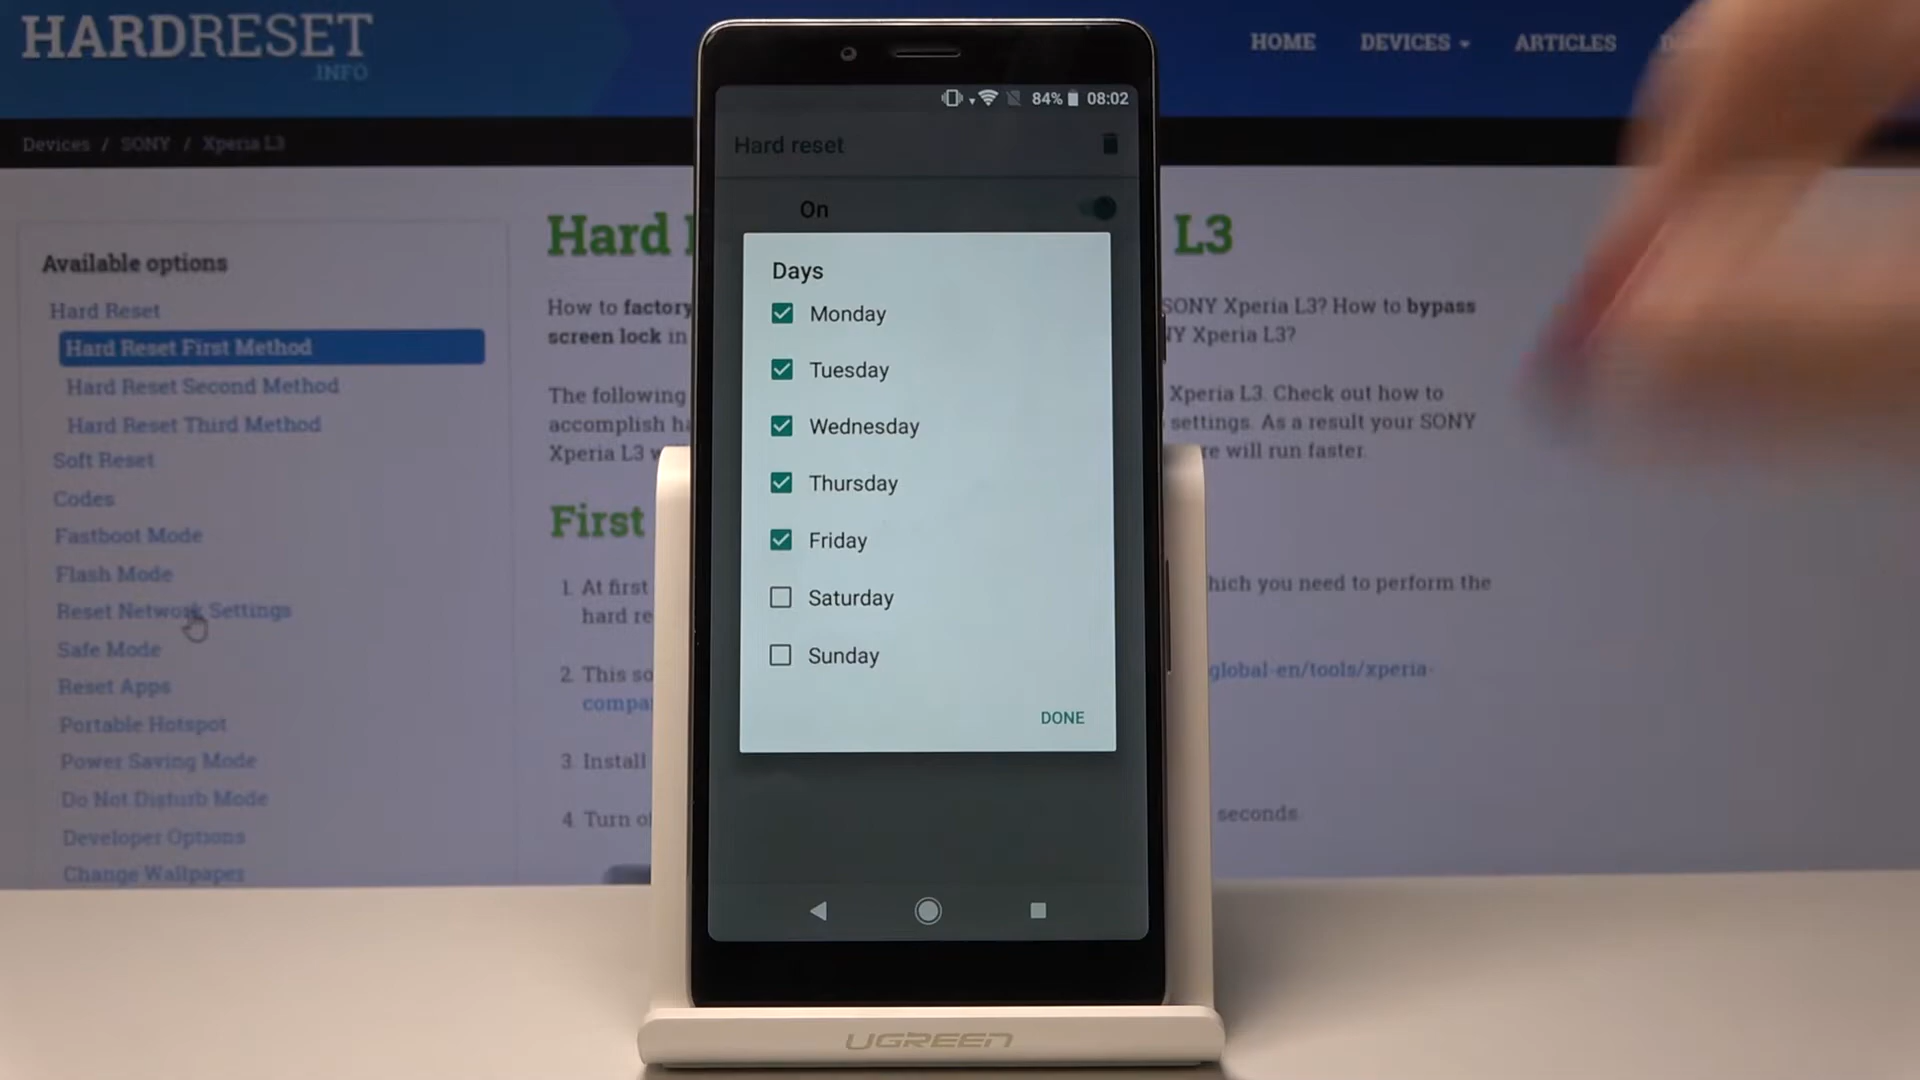 HARDRESET
.INFO
HOME DEVICES ARTICLES
Devices / SONY / Xperia L3
Available options
Hard Reset
Hard Reset First Method
Hard Reset Second Method
Hard Reset Third Method
Soft Reset
Codes
Fastboot Mode
Flash Mode
Reset Network Settings
Safe Mode
Reset Apps
Portable Hotspot
Power Saving Mode
Do Not Disturb Mode
Developer Options
Change Wallpaper
Hard L3
How to factory SONY Xperia L3? How to bypass
screen lock in Xperia L3?
The following Xperia L3. Check out how to
accomplish settings. As a result your SONY
Xperia L3 will run faster.
First
1. At first which you need to perform the
hard
2. This global-en/tools/xperia-
3. Install
4. Turn seconds
84% 08:02
Hard reset
On
Days
Monday
Tuesday
Wednesday
Thursday
Friday
Saturday
Sunday
DONE
UGREEN